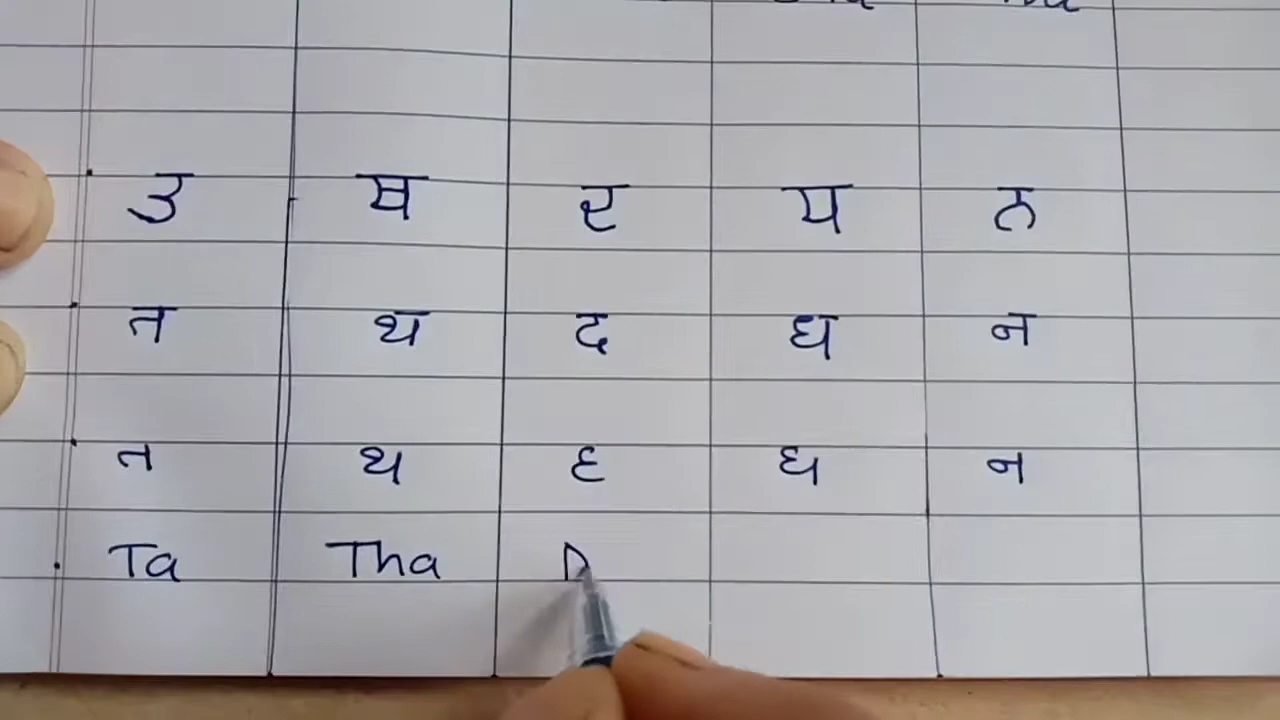 ਤ ਥ ਦ ਧ ਨ
त थ द ध न
ત થ દ ધ ન
Ta Tha D